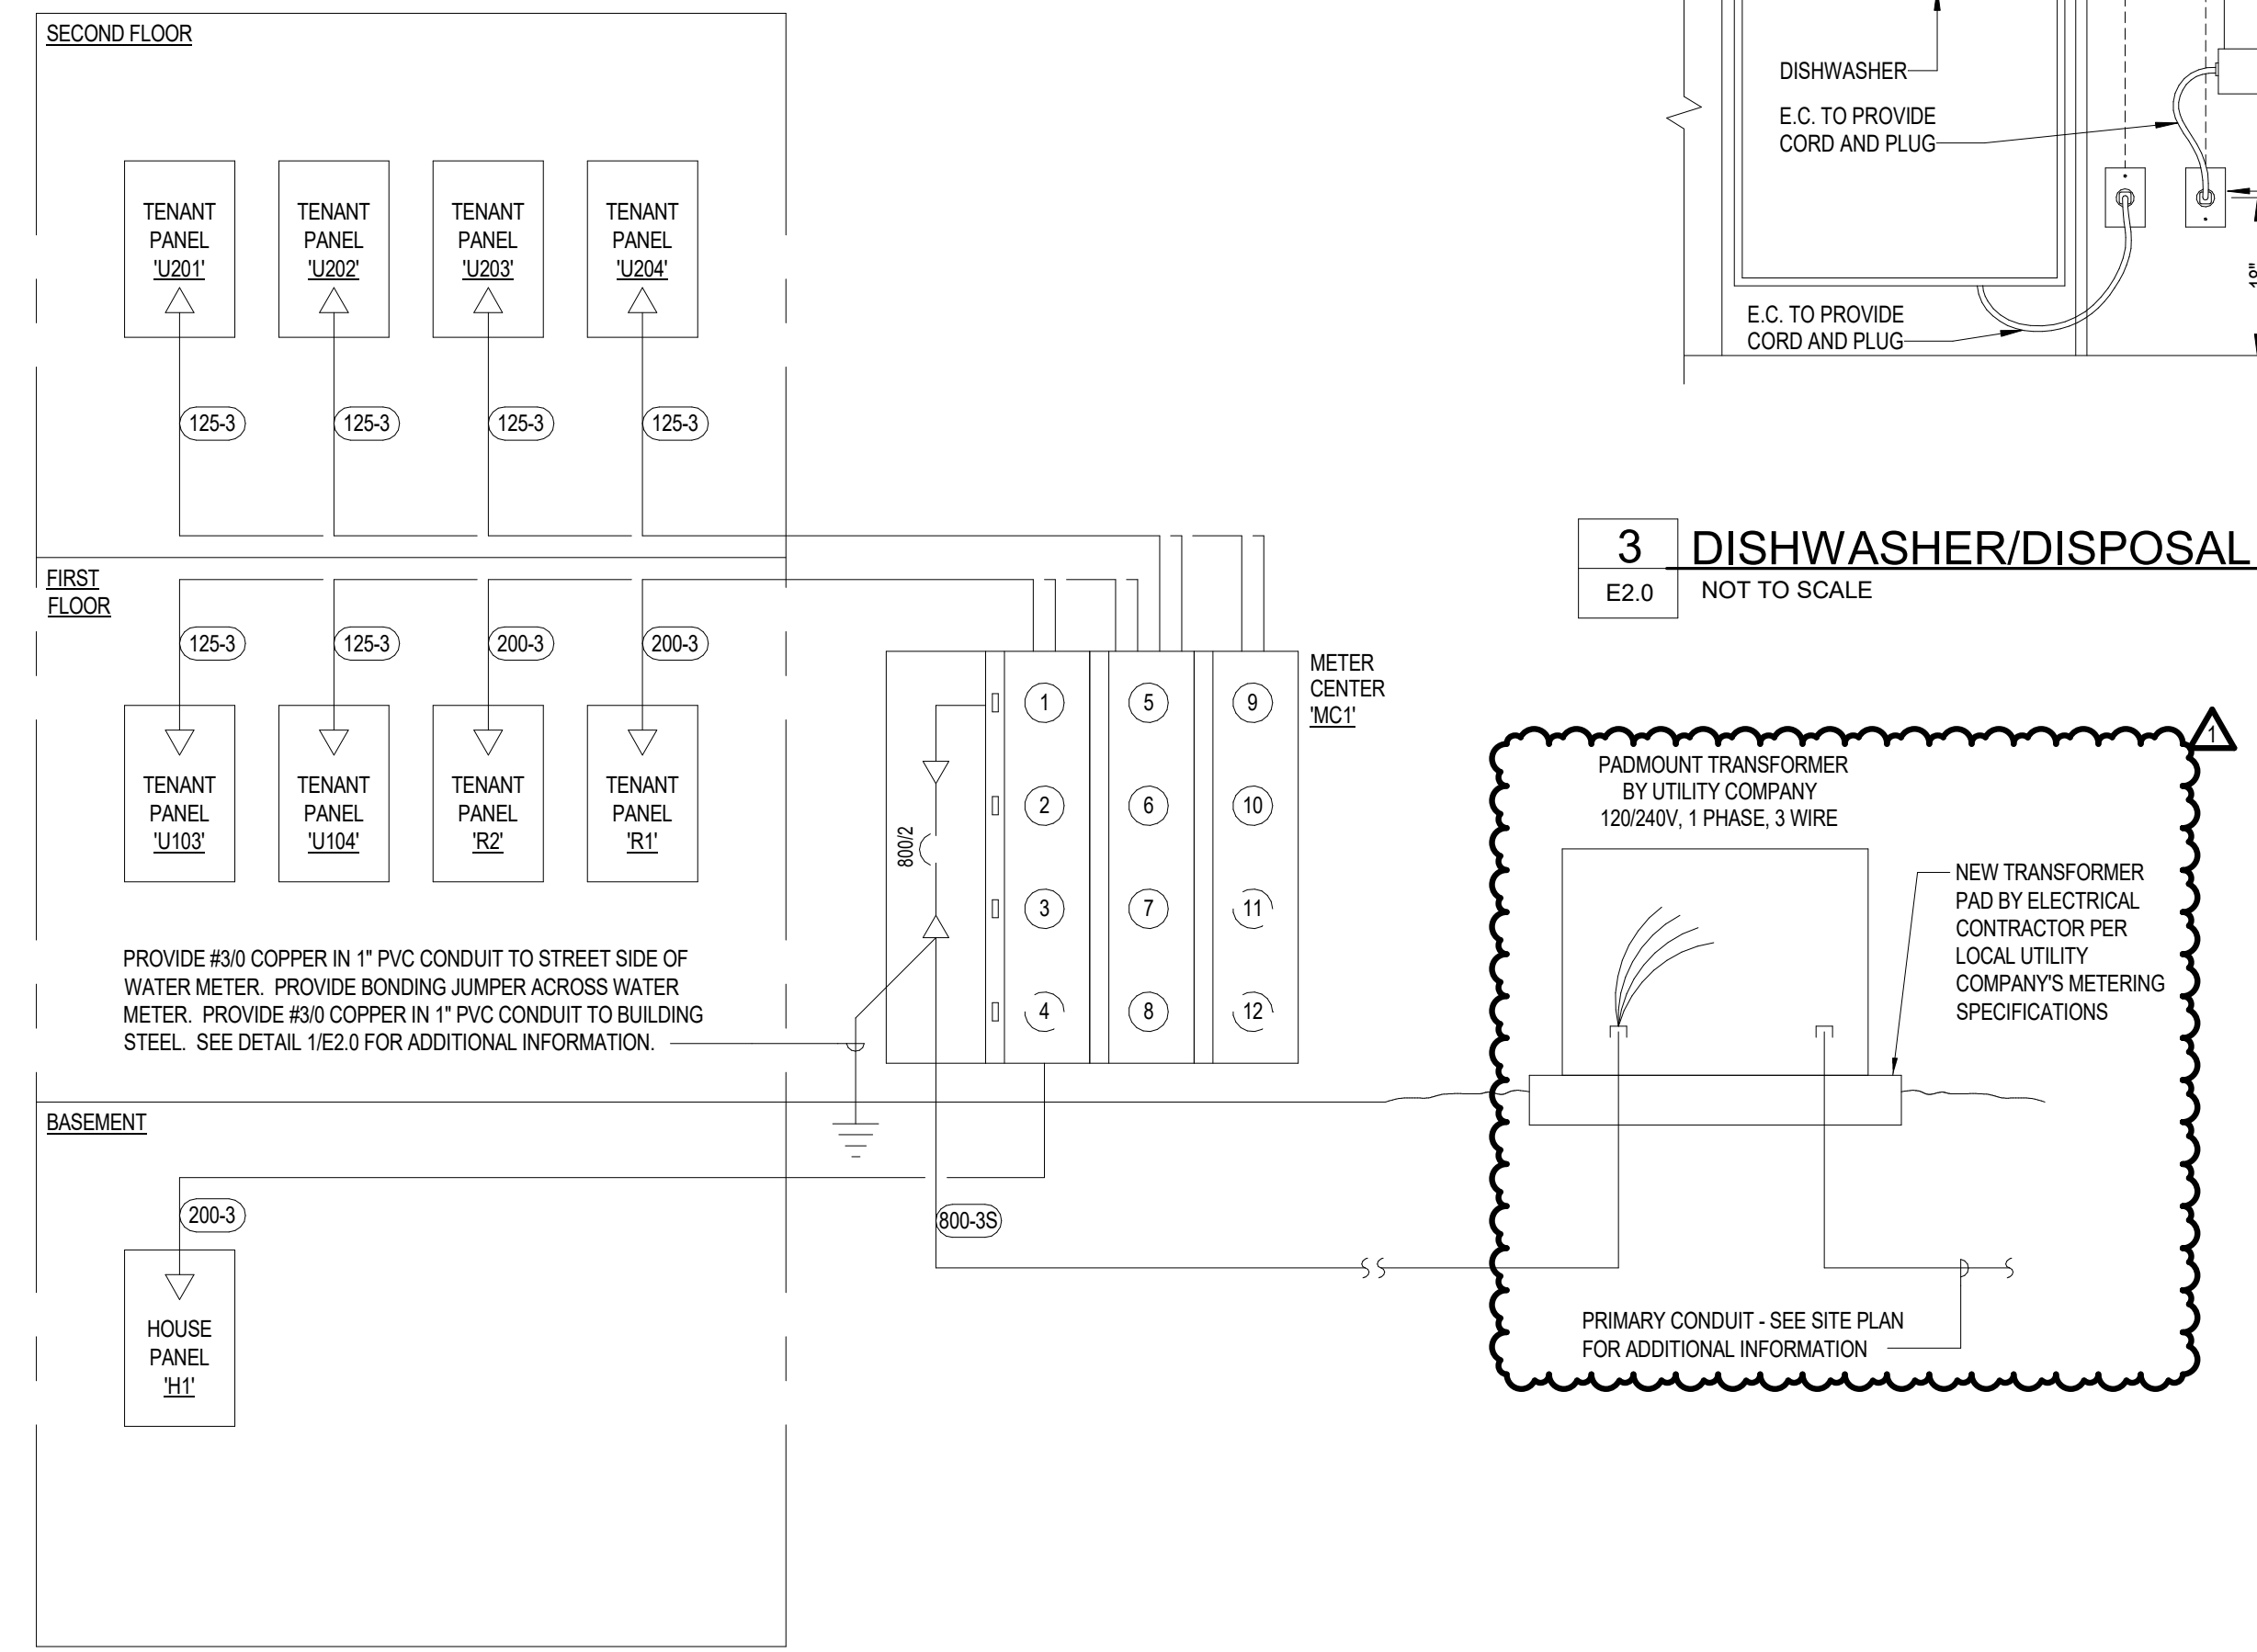 SECOND FLOOR
TENANT
PANEL
'U201'
TENANT
PANEL
'U202'
TENANT
PANEL
'U203'
TENANT
PANEL
'U204'
125-3
125-3
125-3
125-3
FIRST
FLOOR
125-3
125-3
200-3
200-3
TENANT
PANEL
'U103'
TENANT
PANEL
'U104'
TENANT
PANEL
'R2'
TENANT
PANEL
'R1'
PROVIDE #3/0 COPPER IN 1" PVC CONDUIT TO STREET SIDE OF
WATER METER. PROVIDE BONDING JUMPER ACROSS WATER
METER. PROVIDE #3/0 COPPER IN 1" PVC CONDUIT TO BUILDING
STEEL. SEE DETAIL 1/E2.0 FOR ADDITIONAL INFORMATION.
BASEMENT
200-3
HOUSE
PANEL
'H1'
800/2
1
2
3
4
5
6
7
8
9
10
11
12
METER
CENTER
'MC1'
800-3S
DISHWASHER
E.C. TO PROVIDE
CORD AND PLUG
E.C. TO PROVIDE
CORD AND PLUG
18"
3
E2.0
DISHWASHER/DISPOSAL
NOT TO SCALE
1
PADMOUNT TRANSFORMER
BY UTILITY COMPANY
120/240V, 1 PHASE, 3 WIRE
NEW TRANSFORMER
PAD BY ELECTRICAL
CONTRACTOR PER
LOCAL UTILITY
COMPANY'S METERING
SPECIFICATIONS
PRIMARY CONDUIT - SEE SITE PLAN
FOR ADDITIONAL INFORMATION